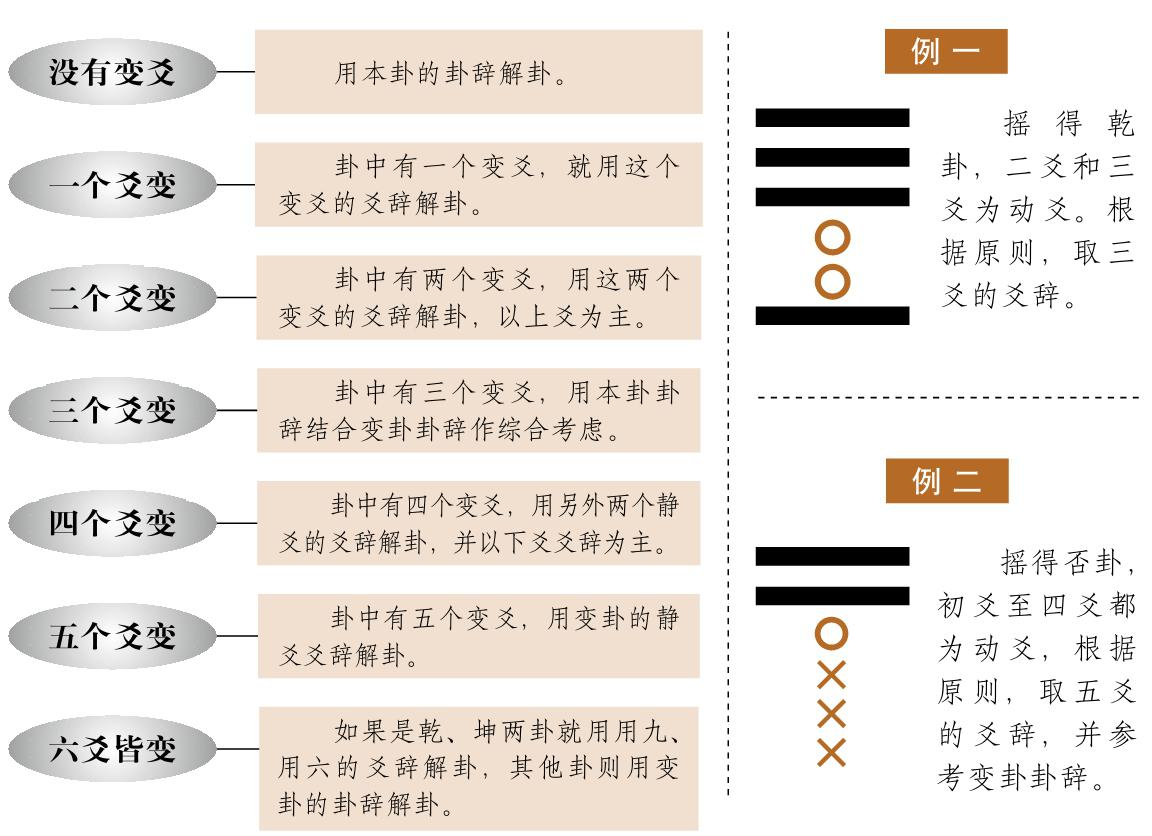 没有变爻
用本卦的卦辞解卦。
一个爻变
卦中有一个变爻，就用这个
变爻的爻辞解卦。
二个爻变
卦中有两个变爻，用这两个
变爻的爻辞解卦，以上爻为主。
三个爻变
卦中有三个变爻，用本卦卦
辞结合变卦卦辞作综合考虑。
四个爻变
卦中有四个变爻，用另外两个静
爻的爻辞解卦，并以下爻爻辞为主。
五个爻变
卦中有五个变爻，用变卦的静
爻爻辞解卦。
六爻皆变
如果是乾、坤两卦就用用九、
用六的爻辞解卦，其他卦则用变
卦的卦辞解卦。
例一
摇得乾
卦，二爻和三
爻为动爻。根
据原则，取三
爻的爻辞。
例二
摇得否卦，
初爻至四爻都
为动爻，根据
原则，取五爻
的爻辞，并参
考变卦卦辞。